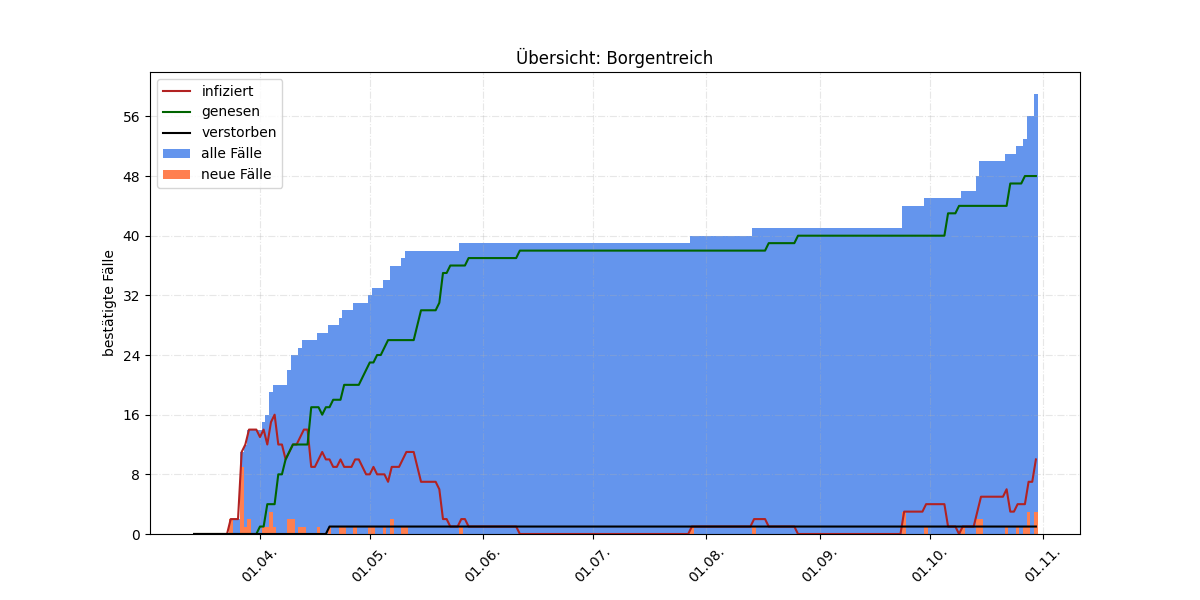 Übersicht: Borgentreich
infiziert
genesen
verstorben
alle Fälle
neue Fälle
bestätigte Fälle
56
48
40
32
24
16
8
0
01.04.
01.05.
01.06.
01.07.
01.08.
01.09.
01.10.
01.11.